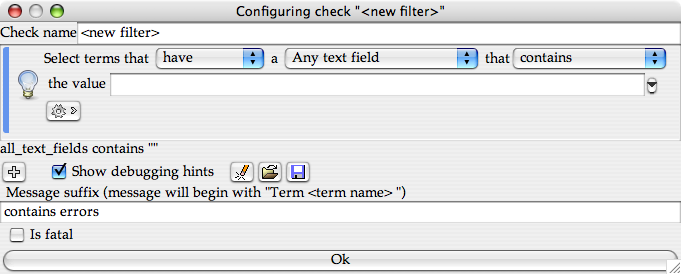 Configuring check "<new filter>"
Check name <new filter>
Select terms that have a Any text field that contains
the value
all_text_fields contains ""
Show debugging hints
Message suffix (message will begin with "Term <term name> ")
contains errors
Is fatal
Ok